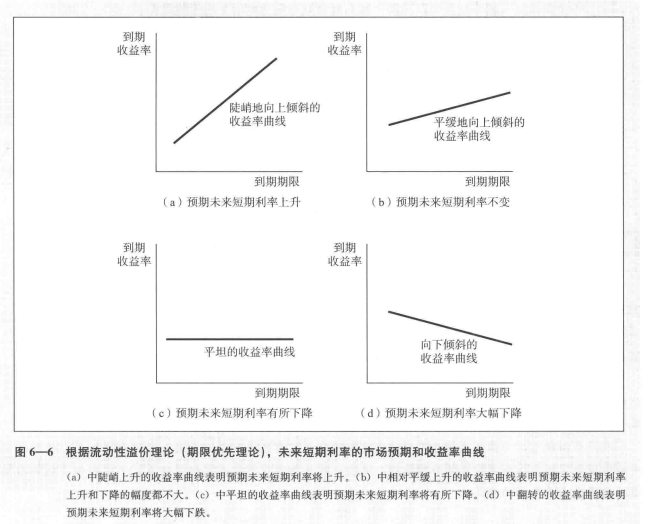 到期
收益率
陡峭地向上倾斜的
收益率曲线
到期期限
（a）预期未来短期利率上升
到期
收益率
平缓地向上倾斜的
收益率曲线
到期期限
（b）预期未来短期利率不变
到期
收益率
平坦的收益率曲线
到期期限
（c）预期未来短期利率有所下降
到期
收益率
向下倾斜的
收益率曲线
到期期限
（d）预期未来短期利率大幅下降
图 6—6 根据流动性溢价理论（期限优先理论），未来短期利率的市场预期和收益率曲线
（a）中陡峭上升的收益率曲线表明预期未来短期利率将上升。（b）中相对平缓上升的收益率曲线表明预期未来短期利率
上升和下降的幅度都不大。（c）中平坦的收益率曲线表明预期未来短期利率将有所下降。（d）中翻转的收益率曲线表明
预期未来短期利率将大幅下跌。